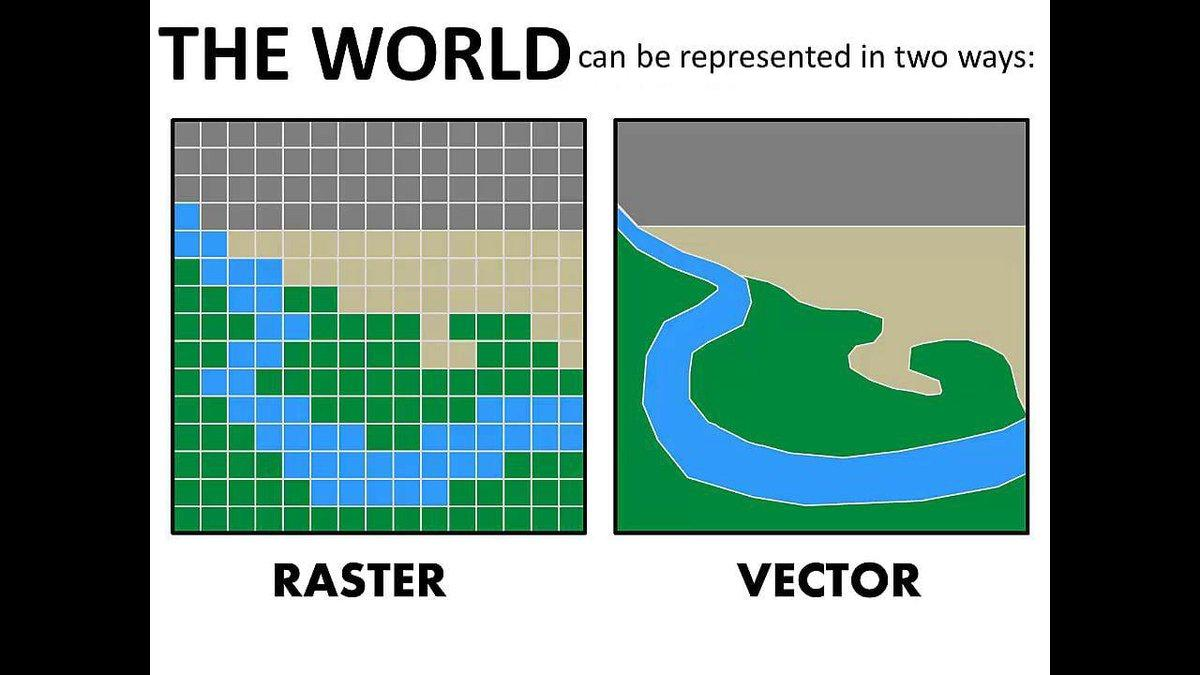 THE WORLD can be represented in two ways:
RASTER
VECTOR